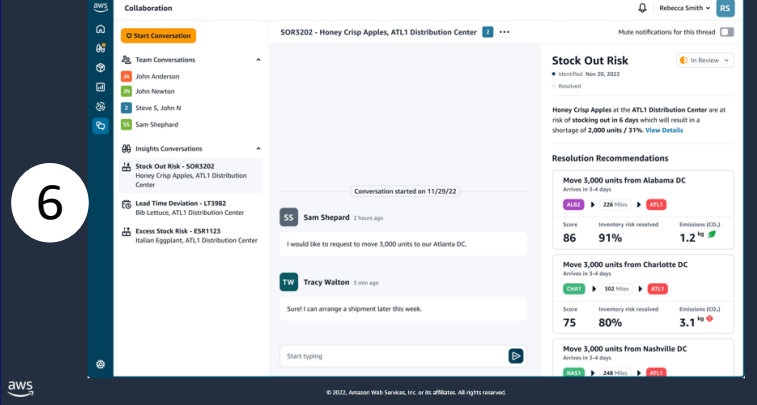 aws
Collaboration
Rebecca Smith
RS
Start Conversation
SOR3202 - Honey Crisp Apples, ATL1 Distribution Center
2
Mute notifications for this thread
Team Conversations
JA
John Anderson
JN
John Newton
2
Steve S, John N
SS
Sam Shephard
Insights Conversations
Stock Out Risk - SOR3202
Honey Crisp Apples, ATL1 Distribution
Center
Lead Time Deviation - LT3982
Bib Lettuce, ATL1 Distribution Center
Excess Stock Risk - ESR1123
Italian Eggplant, ATL1 Distribution Center
6
Conversation started on 11/29/22
SS
Sam Shepard 2 hours ago
I would like to request to move 3,000 units to our Atlanta DC.
TW
Tracy Walton 3 min ago
Sure! I can arrange a shipment later this week.
Start typing
Stock Out Risk
In Review
Identified Nov 20, 2022
Resolved
Honey Crisp Apples at the ATL1 Distribution Center are at
risk of stocking out in 6 days which will result in a
shortage of 2,000 units / 31%. View Details
Resolution Recommendations
Move 3,000 units from Alabama DC
Arrives in 3-4 days
ALB2 226 Miles ATL1
Score Inventory risk resolved Emissions (CO₂)
86 91% 1.2 kg
Move 3,000 units from Charlotte DC
Arrives in 3-4 days
CHA1 302 Miles ATL1
Score Inventory risk resolved Emissions (CO₂)
75 80% 3.1 kg
Move 3,000 units from Nashville DC
Arrives in 3-4 days
NAS1 248 Miles ATL1
aws
© 2022, Amazon Web Services, Inc. or its affiliates. All rights reserved.